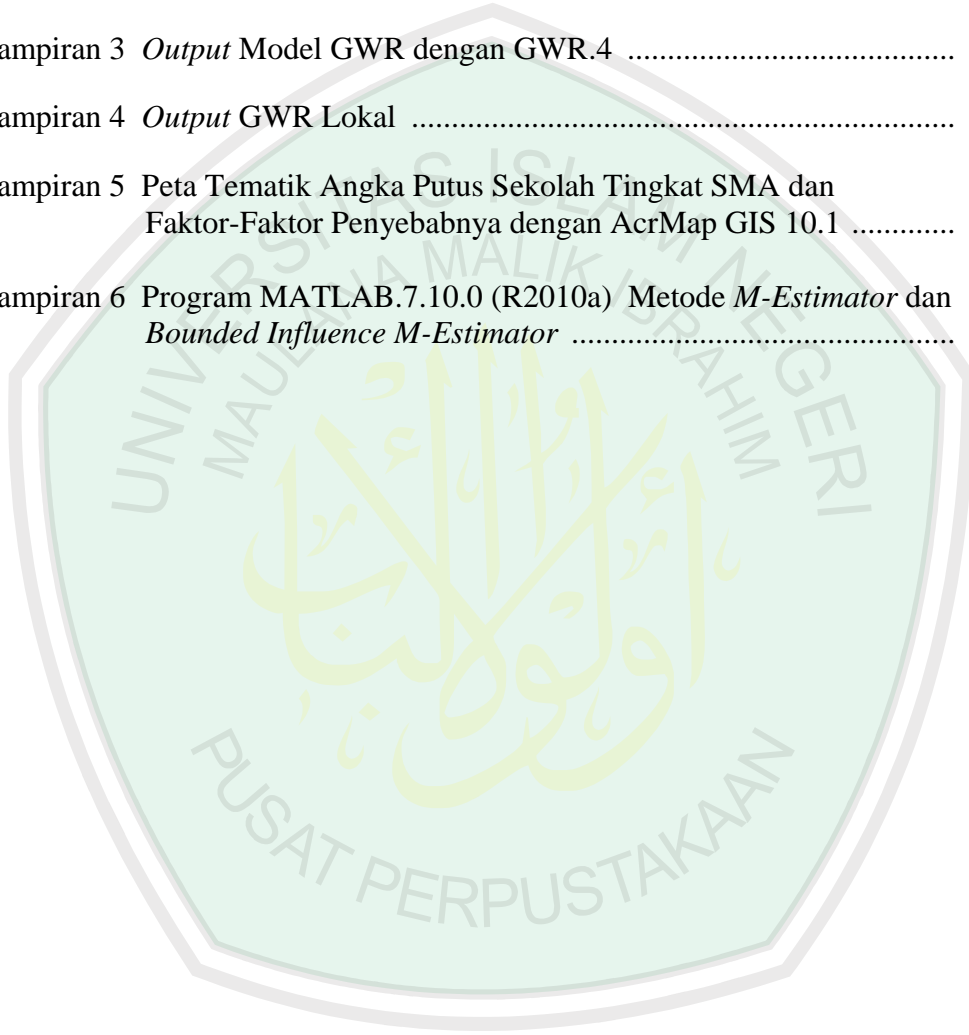 ampiran 3 Output Model GWR dengan GWR.4 .........................................
ampiran 4 Output GWR Lokal ....................................................................
ampiran 5 Peta Tematik Angka Putus Sekolah Tingkat SMA dan
Faktor-Faktor Penyebabnya dengan AcrMap GIS 10.1 .............
ampiran 6 Program MATLAB.7.10.0 (R2010a) Metode M-Estimator dan
Bounded Influence M-Estimator ................................................
UNIVERSITAS ISLAM NEGERI
MAULANA MALIK IBRAHIM
PUSAT PERPUSTAKAAN